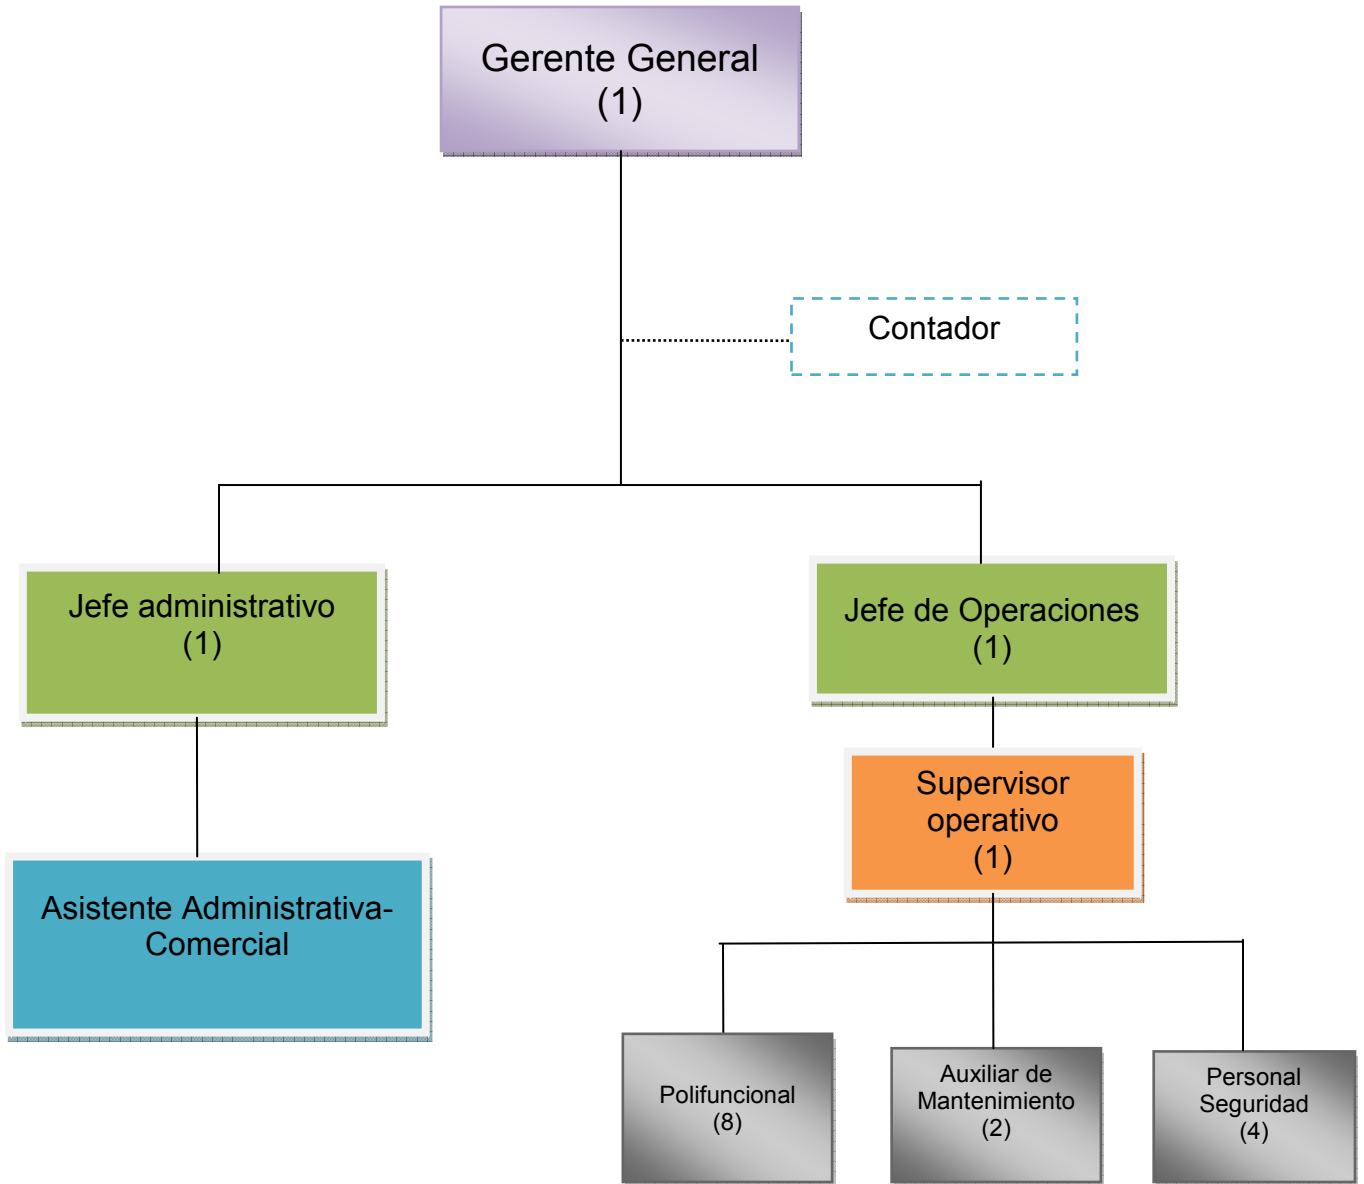 Gerente General
(1)
Contador
Jefe administrativo
(1)
Jefe de Operaciones
(1)
Supervisor
operativo
(1)
Asistente Administrativa-
Comercial
Polifuncional
(8)
Auxiliar de
Mantenimiento
(2)
Personal
Seguridad
(4)